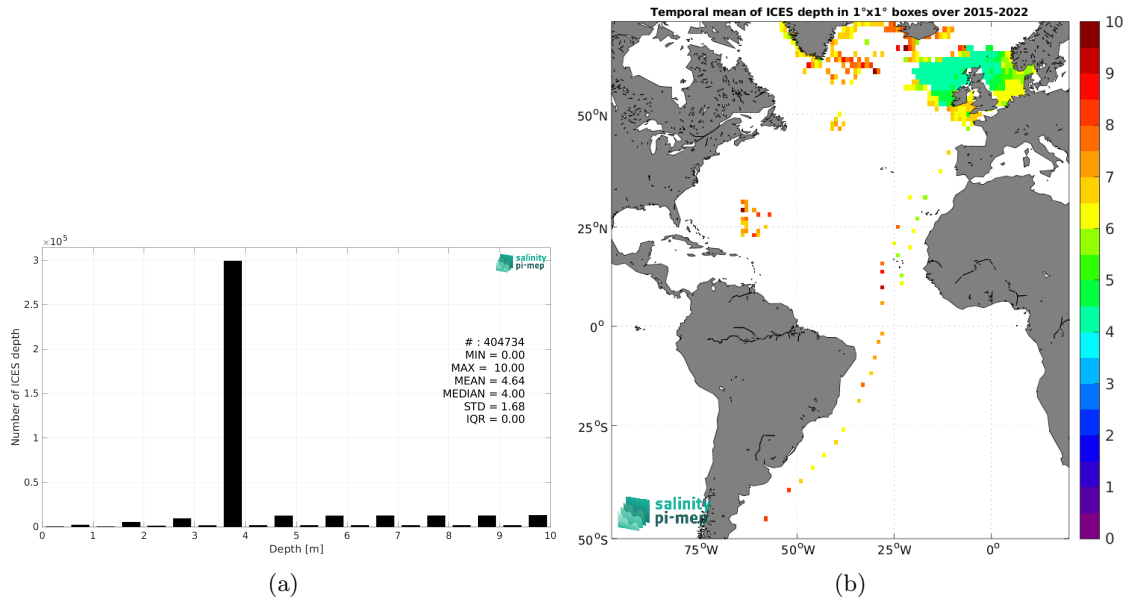 Temporal mean of ICES depth in 1°x1° boxes over 2015-2022
×10⁵
3
2.5
2
1.5
1
0.5
0
Number of ICES depth
salinity
pi-mep
# : 404734
MIN = 0.00
MAX = 10.00
MEAN = 4.64
MEDIAN = 4.00
STD = 1.68
IQR = 0.00
0 1 2 3 4 5 6 7 8 9 10
Depth [m]
(a)
50°N
25°N
0°
25°S
50°S
salinity
pi-mep
75°W 50°W 25°W 0°
10
9
8
7
6
5
4
3
2
1
0
(b)